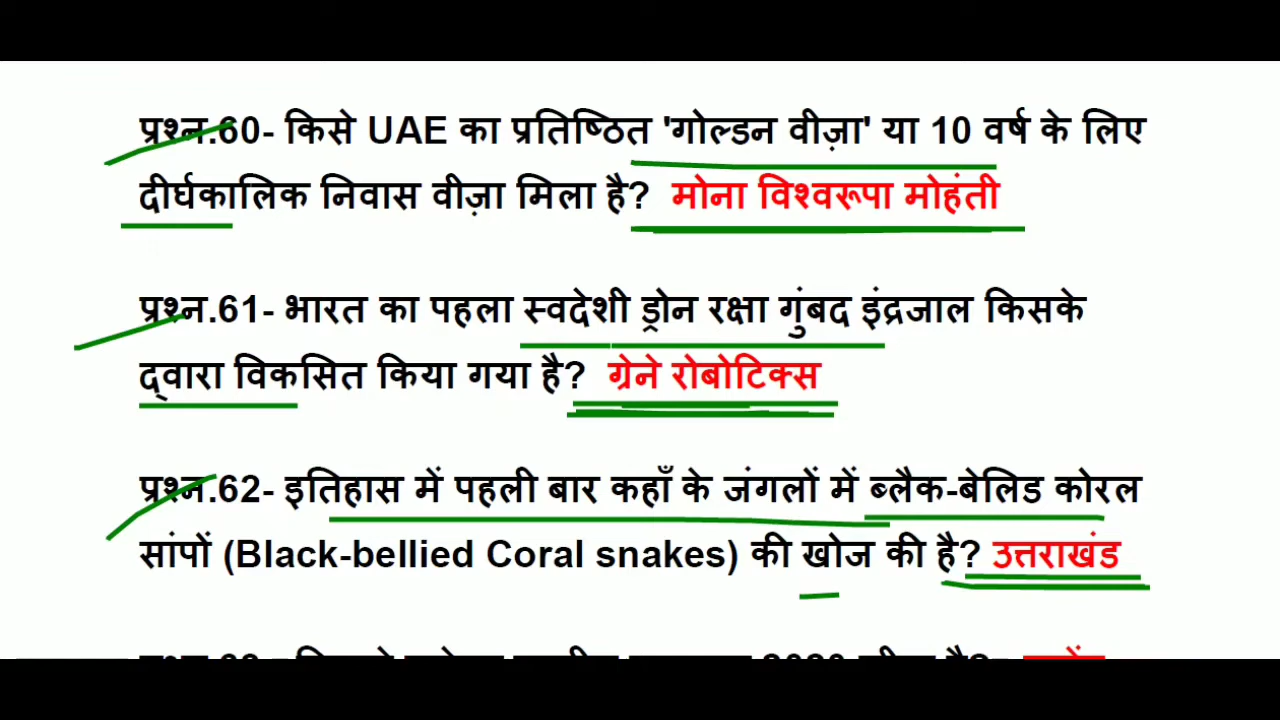 प्रश्न.60- किसे UAE का प्रतिष्ठित 'गोल्डन वीज़ा' या 10 वर्ष के लिए
दीर्घकालिक निवास वीज़ा मिला है? मोना विश्वरूपा मोहंती
प्रश्न.61- भारत का पहला स्वदेशी ड्रोन रक्षा गुंबद इंद्रजाल किसके
द्वारा विकसित किया गया है? ग्रेने रोबोटिक्स
प्रश्न.62- इतिहास में पहली बार कहाँ के जंगलों में ब्लैक-बेलिड कोरल
सांपों (Black-bellied Coral snakes) की खोज की है? उत्तराखंड